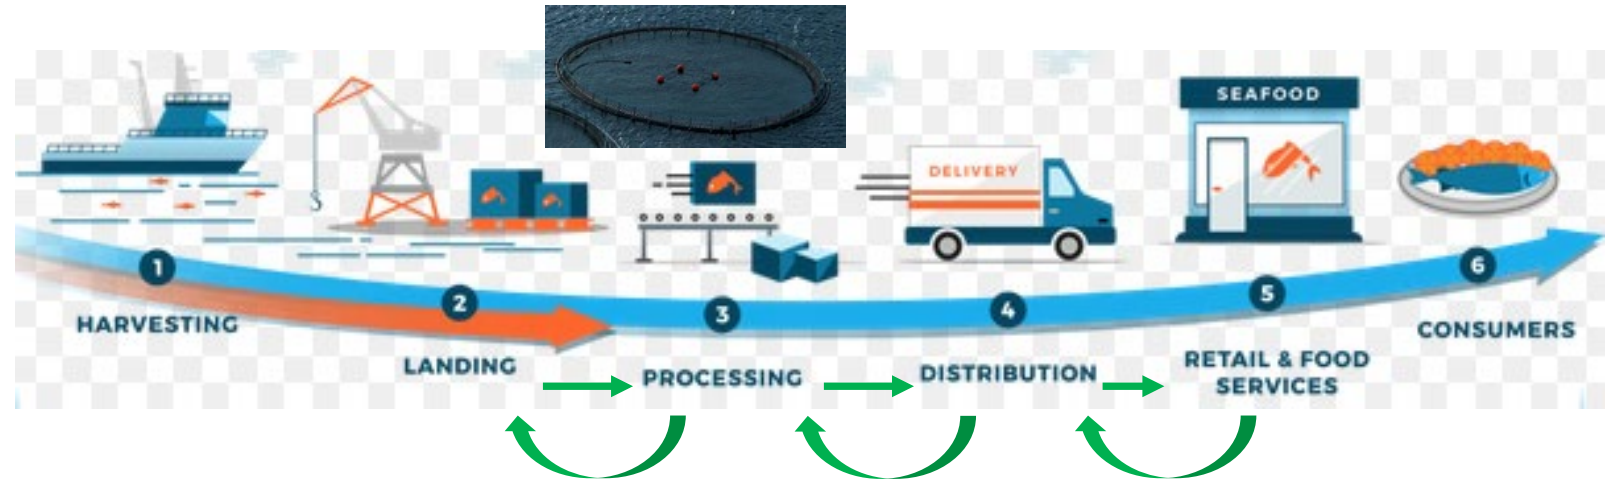 SEAFOOD
DELIVERY
1
2
3
4
5
6
HARVESTING
LANDING
PROCESSING
DISTRIBUTION
RETAIL & FOOD
SERVICES
CONSUMERS